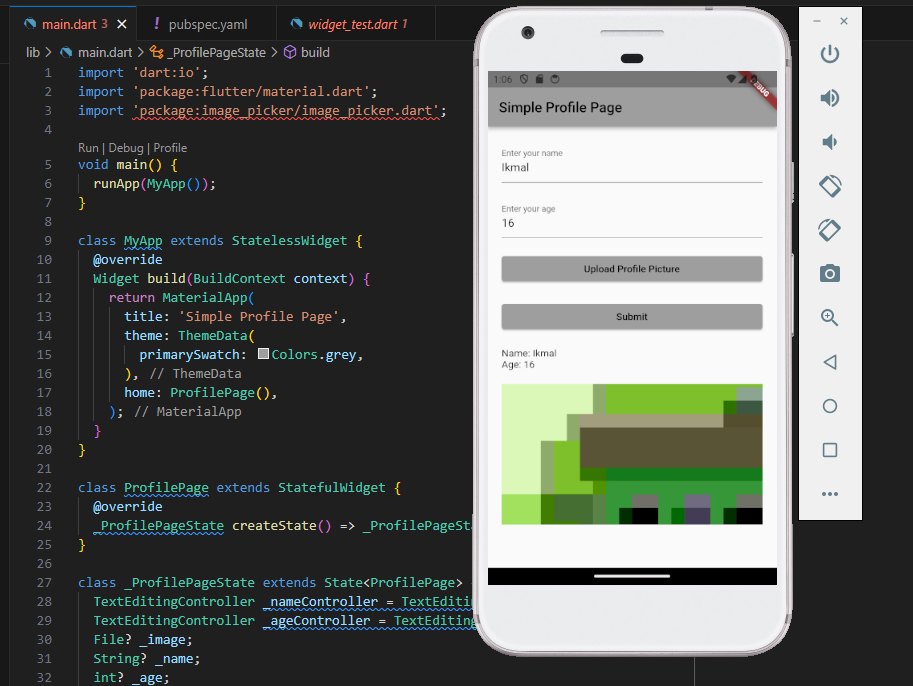 main.dart 3
pubspec.yaml
widget_test.dart 1
lib > main.dart > _ProfilePageState > build
1 import 'dart:io';
2 import 'package:flutter/material.dart';
3 import 'package:image_picker/image_picker.dart';
4
Run | Debug | Profile
5 void main() {
6 runApp(MyApp());
7 }
8
9 class MyApp extends StatelessWidget {
10 @override
11 Widget build(BuildContext context) {
12 return MaterialApp(
13 title: 'Simple Profile Page',
14 theme: ThemeData(
15 primarySwatch: Colors.grey,
16 ), // ThemeData
17 home: ProfilePage(),
18 ); // MaterialApp
19 }
20 }
21
22 class ProfilePage extends StatefulWidget {
23 @override
24 _ProfilePageState createState() => _ProfilePageSta
25 }
26
27 class _ProfilePageState extends State<ProfilePage>
28 TextEditingController _nameController = TextEditi
29 TextEditingController _ageController = TextEditing
30 File? _image;
31 String? _name;
32 int? _age;
1:06
DEBUG
Simple Profile Page
Enter your name
Ikmal
Enter your age
16
Upload Profile Picture
Submit
Name: Ikmal
Age: 16